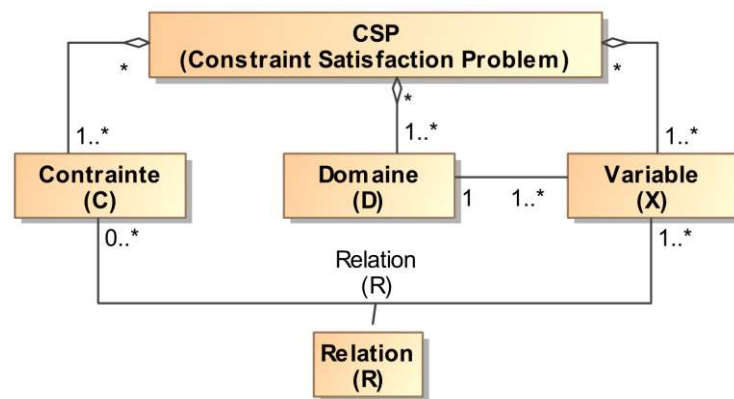 CSP
(Constraint Satisfaction Problem)
*
*
*
1..*
1..*
1..*
Contrainte
(C)
Domaine
(D)
1
1..*
Variable
(X)
0..*
1..*
Relation
(R)
Relation
(R)